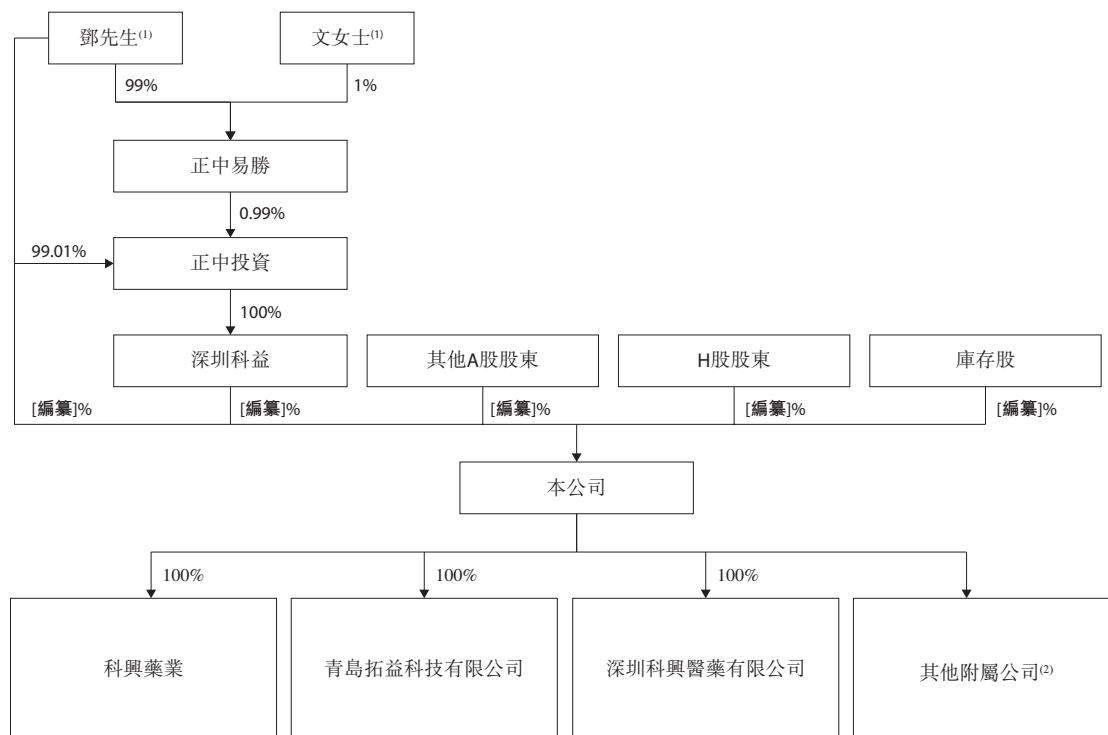 鄧先生(1)
文女士(1)
99%
1%
正中易勝
0.99%
99.01%
正中投資
100%
深圳科益
其他A股股東
H股股東
庫存股
[編纂]%
[編纂]%
[編纂]%
[編纂]%
[編纂]%
本公司
100%
100%
100%
科興藥業
青島拓益科技有限公司
深圳科興醫藥有限公司
其他附屬公司(2)